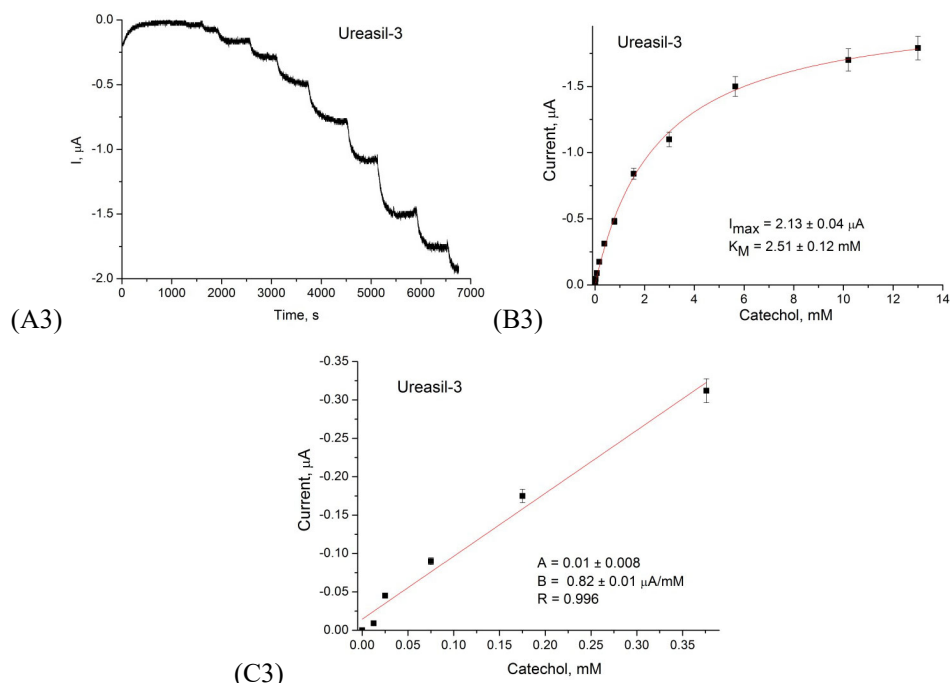 Ureasil-3
I, μA
0.0
-0.5
-1.0
-1.5
-2.0
0 1000 2000 3000 4000 5000 6000 7000
Time, s
(A3)
Ureasil-3
Current, μA
-1.5
-1.0
-0.5
0.0
I_max = 2.13 ± 0.04 μA
K_M = 2.51 ± 0.12 mM
0 2 4 6 8 10 12 14
Catechol, mM
(B3)
Ureasil-3
Current, μA
-0.35
-0.30
-0.25
-0.20
-0.15
-0.10
-0.05
0.00
A = 0.01 ± 0.008
B = 0.82 ± 0.01 μA/mM
R = 0.996
0.00 0.05 0.10 0.15 0.20 0.25 0.30 0.35
Catechol, mM
(C3)